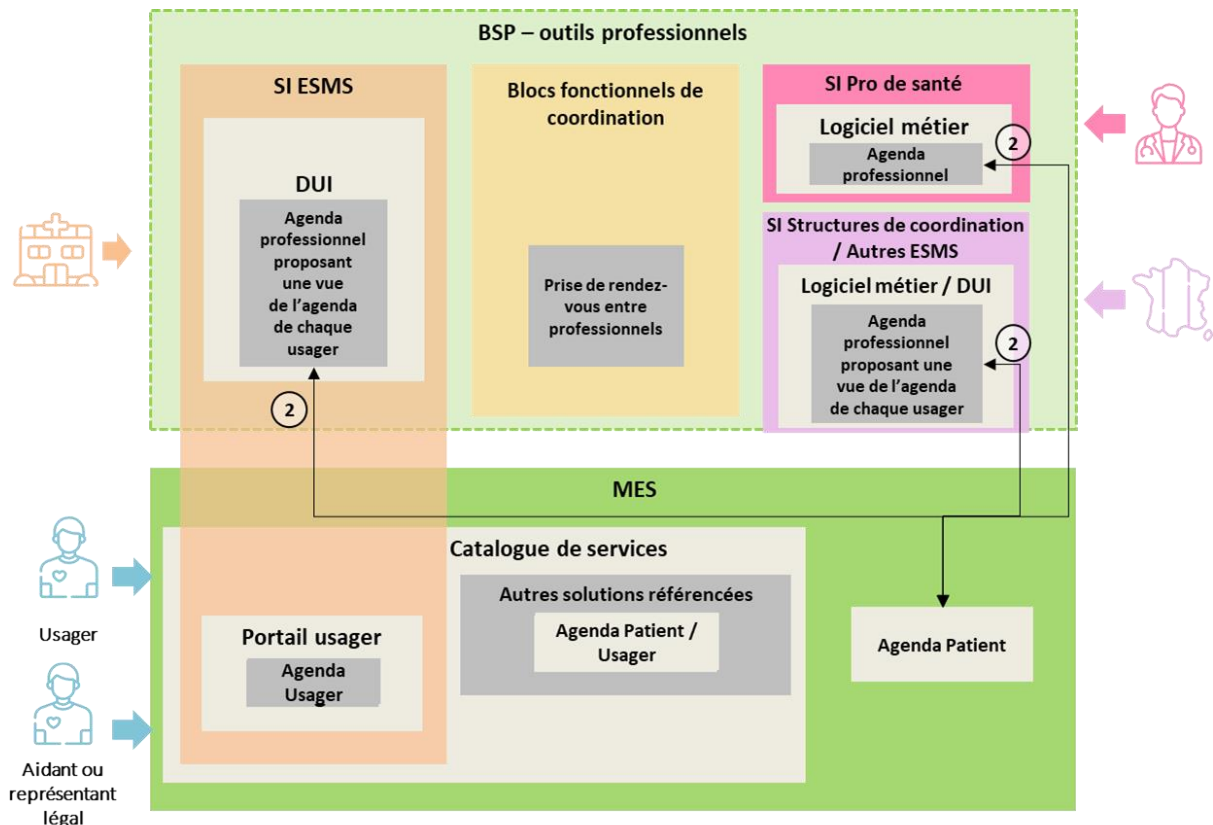 BSP – outils professionnels
SI ESMS
DUI
Agenda
professionnel
proposant
une vue
de l’agenda
de chaque
usager
2
Blocs fonctionnels de
coordination
Prise de rendez-
vous entre
professionnels
SI Pro de santé
Logiciel métier
Agenda
professionnel
2
SI Structures de coordination
/ Autres ESMS
Logiciel métier / DUI
Agenda
professionnel
proposant une
vue de l’agenda
de chaque usager
2
MES
Catalogue de services
Portail usager
Agenda
Usager
Autres solutions référencées
Agenda Patient /
Usager
Agenda Patient
Usager
Aidant ou
représentant
légal